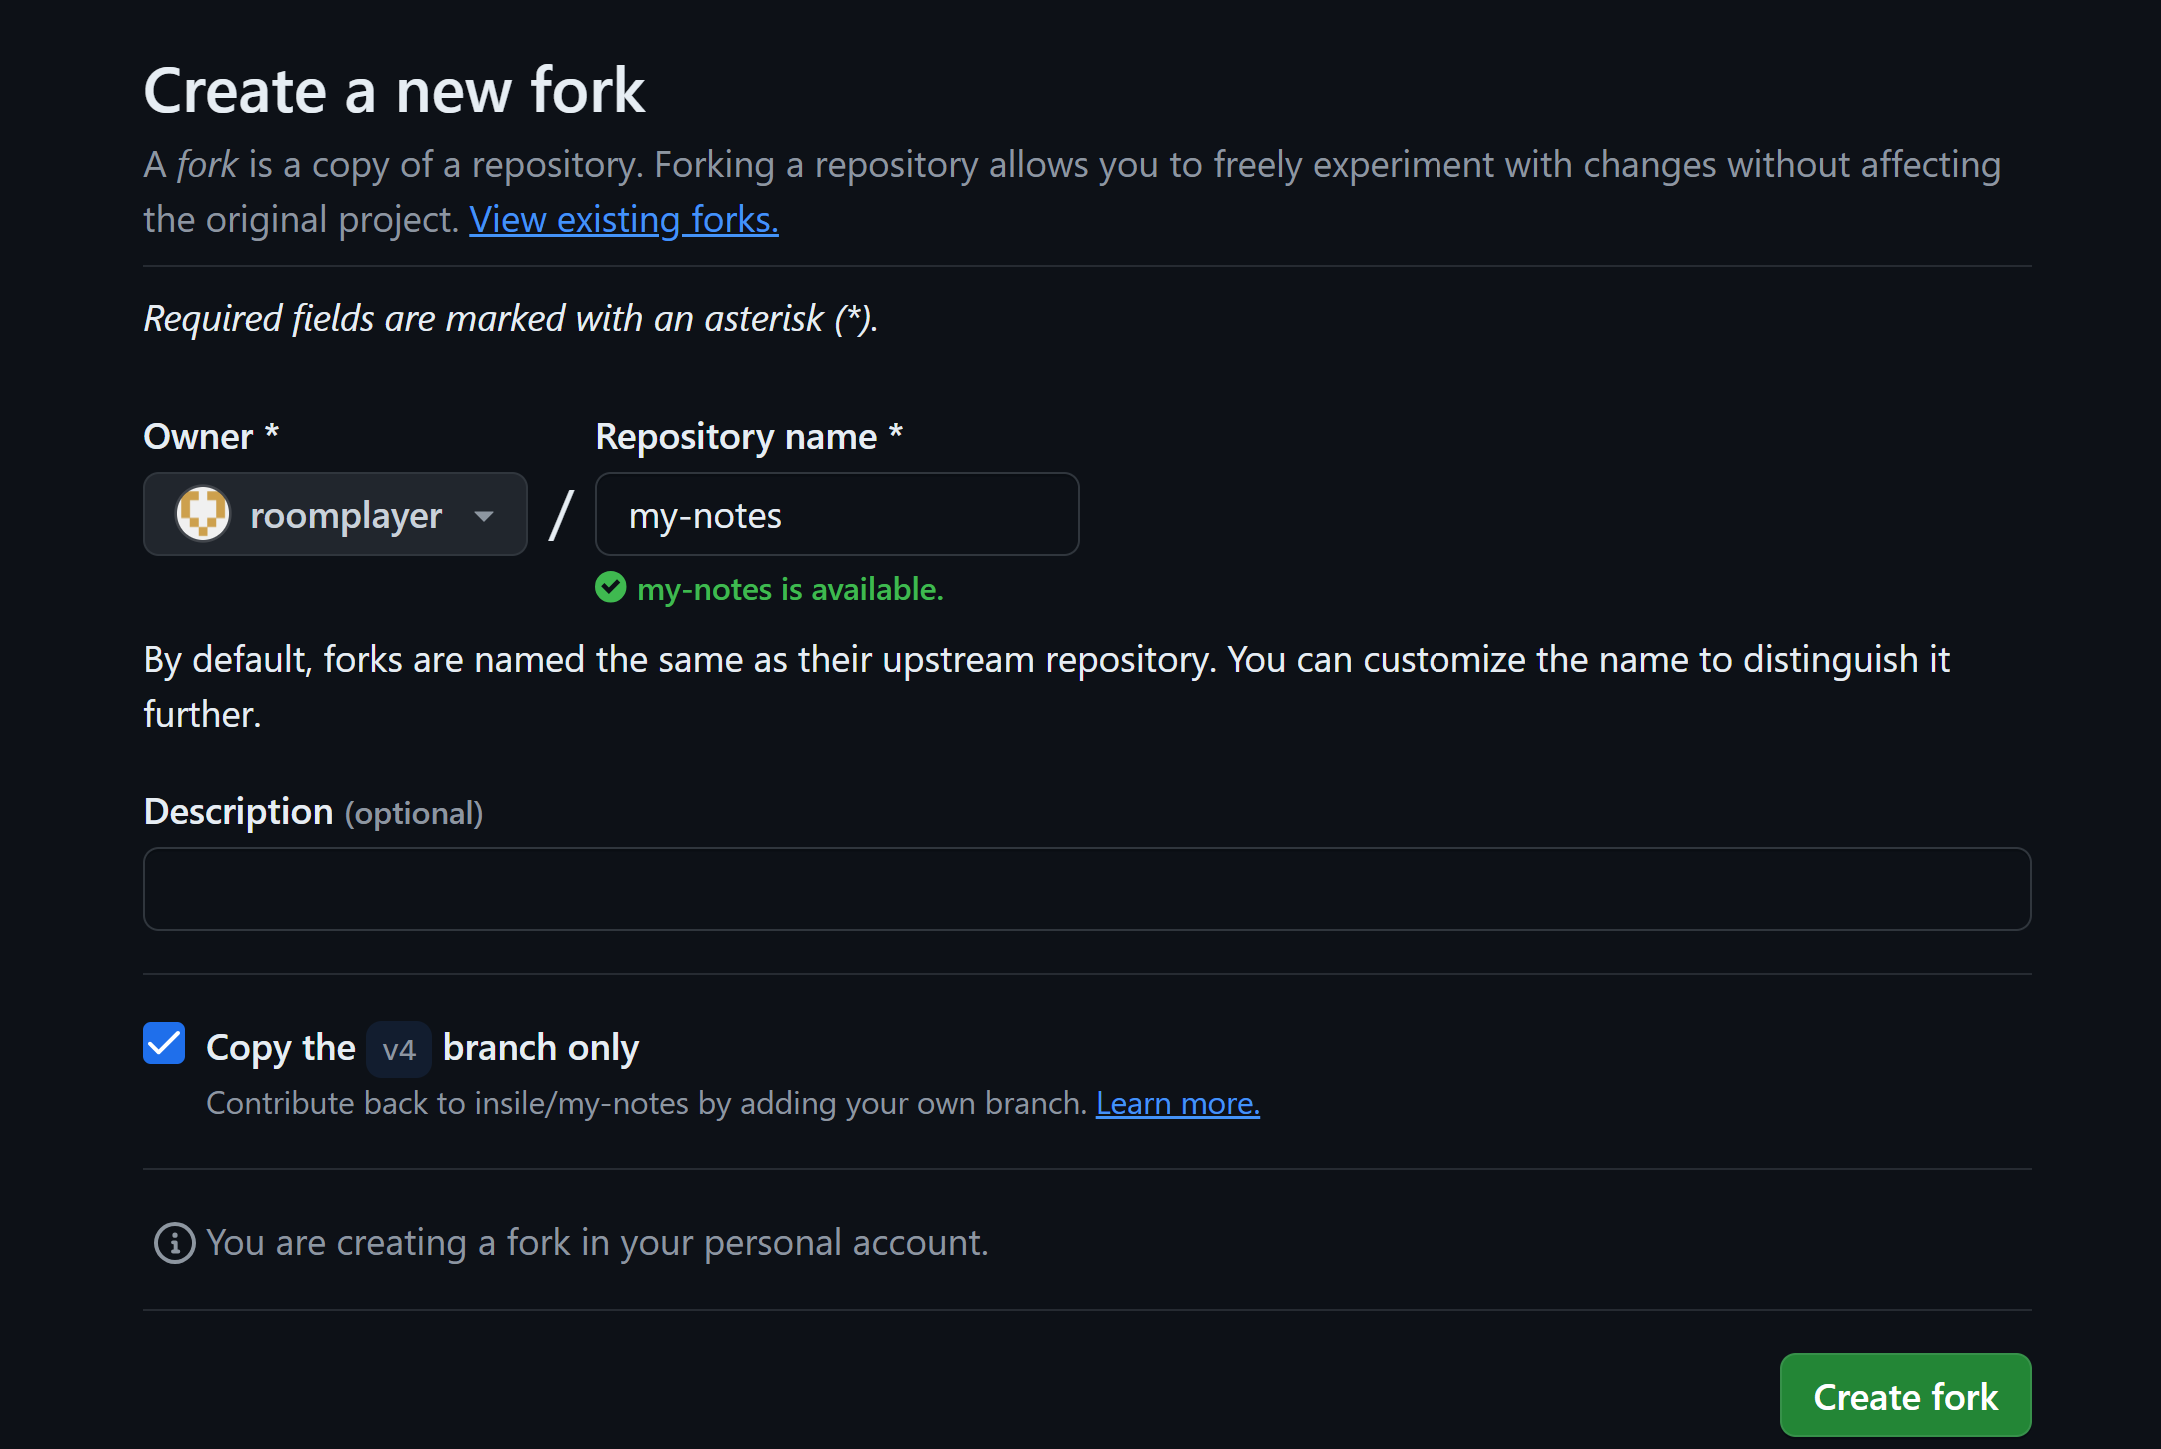 Create a new fork
A fork is a copy of a repository. Forking a repository allows you to freely experiment with changes without affecting
the original project. View existing forks.
Required fields are marked with an asterisk (*).
Owner * Repository name *
roomplayer / my-notes
my-notes is available.
By default, forks are named the same as their upstream repository. You can customize the name to distinguish it
further.
Description (optional)
Copy the v4 branch only
Contribute back to insile/my-notes by adding your own branch. Learn more.
You are creating a fork in your personal account.
Create fork